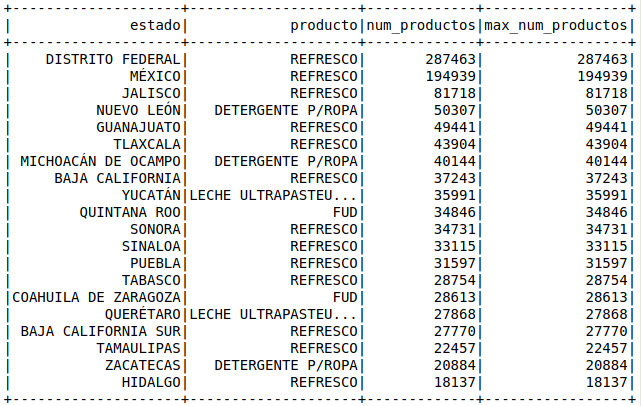 +--------------------+--------------------+-------------+-----------------+
| estado| producto|num_productos|max_num_productos|
+--------------------+--------------------+-------------+-----------------+
| DISTRITO FEDERAL| REFRESCO| 287463| 287463|
| MÉXICO| REFRESCO| 194939| 194939|
| JALISCO| REFRESCO| 81718| 81718|
| NUEVO LEÓN| DETERGENTE P/ROPA| 50307| 50307|
| GUANAJUATO| REFRESCO| 49441| 49441|
| TLAXCALA| REFRESCO| 43904| 43904|
| MICHOACÁN DE OCAMPO| DETERGENTE P/ROPA| 40144| 40144|
| BAJA CALIFORNIA| REFRESCO| 37243| 37243|
| YUCATÁN|LECHE ULTRAPASTEU...| 35991| 35991|
| QUINTANA ROO| FUD| 34846| 34846|
| SONORA| REFRESCO| 34731| 34731|
| SINALOA| REFRESCO| 33115| 33115|
| PUEBLA| REFRESCO| 31597| 31597|
| TABASCO| REFRESCO| 28754| 28754|
|COAHUILA DE ZARAGOZA| FUD| 28613| 28613|
| QUERÉTARO|LECHE ULTRAPASTEU...| 27868| 27868|
| BAJA CALIFORNIA SUR| REFRESCO| 27770| 27770|
| TAMAULIPAS| REFRESCO| 22457| 22457|
| ZACATECAS| DETERGENTE P/ROPA| 20884| 20884|
| HIDALGO| REFRESCO| 18137| 18137|
+--------------------+--------------------+-------------+-----------------+